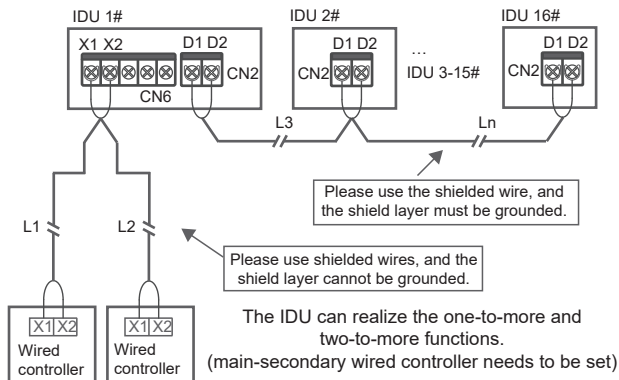 IDU 1#
IDU 2#
IDU 16#
X1 X2
D1 D2
CN2
CN6
D1 D2
CN2
...
IDU 3-15#
D1 D2
CN2
L3
Ln
Please use the shielded wire, and
the shield layer must be grounded.
L1
L2
Please use shielded wires, and the
shield layer cannot be grounded.
X1 X2
Wired
controller
X1 X2
Wired
controller
The IDU can realize the one-to-more and
two-to-more functions.
(main-secondary wired controller needs to be set)